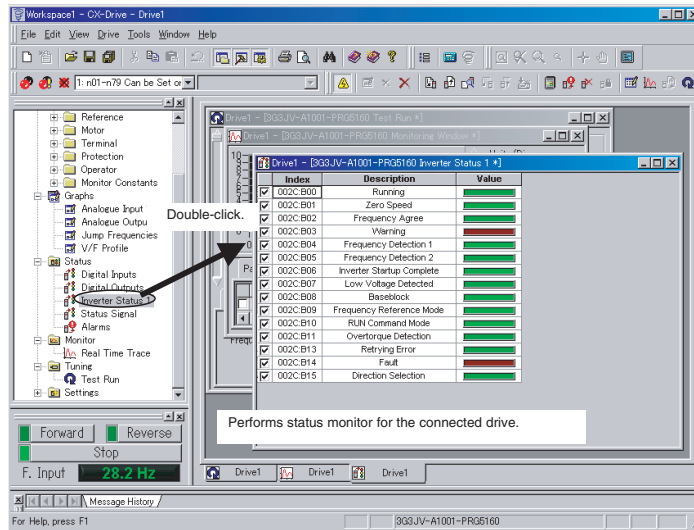 Workspace1 - CX-Drive - Drive1
File Edit View Drive Tools Window Help
1: n01-n79 Can be Set or
Reference
Motor
Terminal
Protection
Operator
Monitor Constants
Graphs
Analogue Input
Analogue Outpu
Jump Frequencies
V/F Profile
Status
Digital Inputs
Digital Outputs
Inverter Status 1
Status Signal
Alarms
Monitor
Real Time Trace
Tuning
Test Run
Settings
Double-click.
Drive1 - [3G3JV-A1001-PRG5160 Test Run *]
Drive1 - [3G3JV-A1001-PRG5160 Monitoring Window *]
Drive1 - [3G3JV-A1001-PRG5160 Inverter Status 1 *]
Index Description Value
002C:B00 Running
002C:B01 Zero Speed
002C:B02 Frequency Agree
002C:B03 Warning
002C:B04 Frequency Detection 1
002C:B05 Frequency Detection 2
002C:B06 Inverter Startup Complete
002C:B07 Low Voltage Detected
002C:B08 Baseblock
002C:B09 Frequency Reference Mode
002C:B10 RUN Command Mode
002C:B11 Overtorque Detection
002C:B13 Retrying Error
002C:B14 Fault
002C:B15 Direction Selection
Performs status monitor for the connected drive.
Forward Reverse
Stop
F. Input 28.2 Hz
Drive1 Drive1 Drive1
Message History
For Help, press F1
3G3JV-A1001-PRG5160